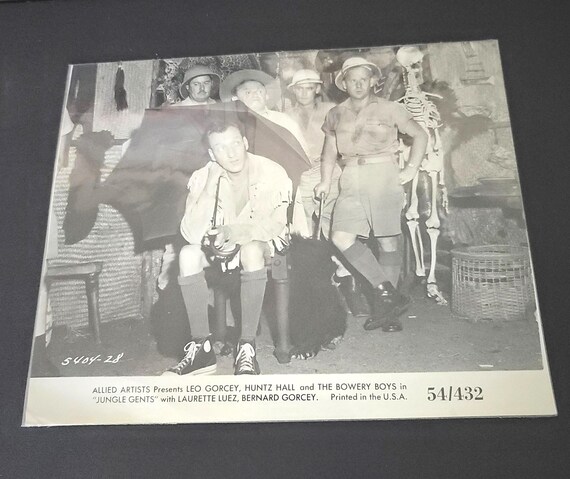 5404-28
ALLIED ARTISTS Presents LEO GORCEY, HUNTZ HALL and THE BOWERY BOYS in
"JUNGLE GENTS" with LAURETTE LUEZ, BERNARD GORCEY. Printed in the U.S.A.
54/432